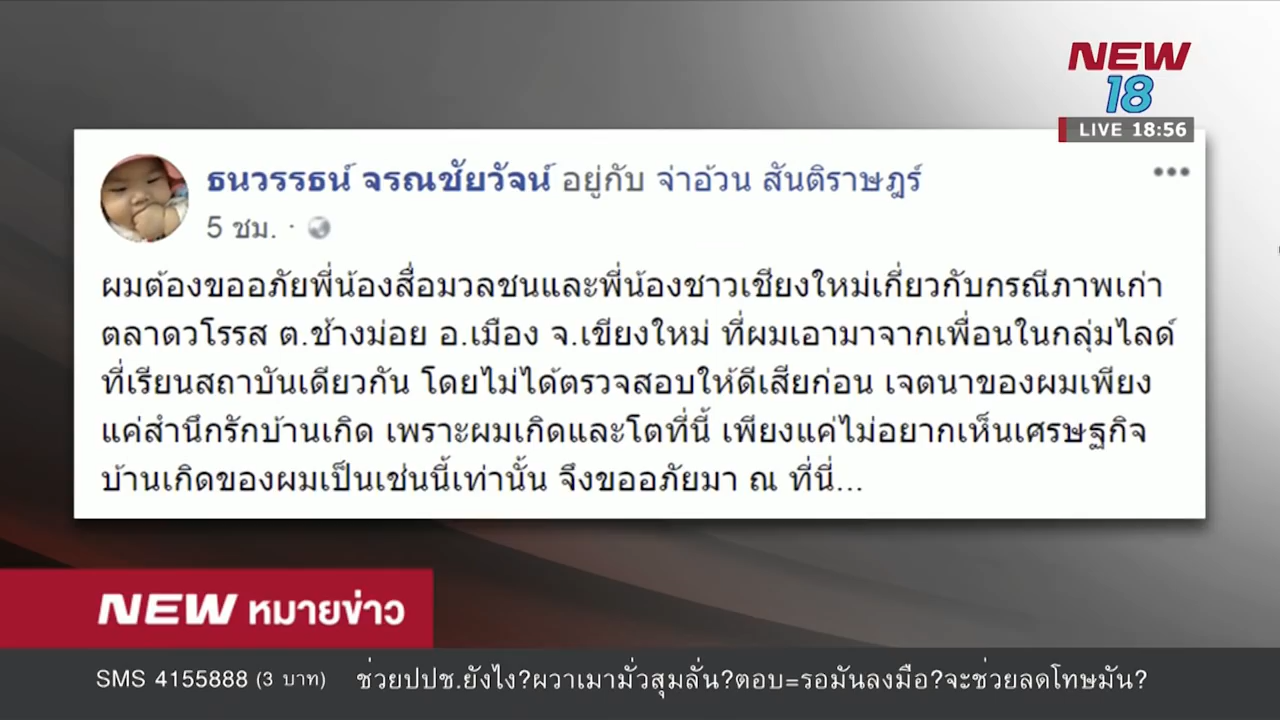 NEW
18
LIVE 18:56
ธนวรรธน์ จรณชัยวัจน์ อยู่กับ จ่าอ้วน สันติราษฎร์
5 ชม. ·
ผมต้องขออภัยพี่น้องสื่อมวลชนและพี่น้องชาวเชียงใหม่เกี่ยวกับกรณีภาพเก่า
ตลาดวโรรส ต.ช้างม่อย อ.เมือง จ.เขียงใหม่ ที่ผมเอามาจากเพื่อนในกลุ่มไลด์
ที่เรียนสถาบันเดียวกัน โดยไม่ได้ตรวจสอบให้ดีเสียก่อน เจตนาของผมเพียง
แค่สำนึกรักบ้านเกิด เพราะผมเกิดและโตที่นี้ เพียงแค่ไม่อยากเห็นเศรษฐกิจ
บ้านเกิดของผมเป็นเช่นนี้เท่านั้น จึงขออภัยมา ณ ที่นี่...
NEW หมายข่าว
SMS 4155888 (3 บาท) ช่วยปปช.ยังไง?ผวาเมามั่วสุมลั่น?ตอบ=รอมันลงมือ?จะช่วยลดโทษมัน?